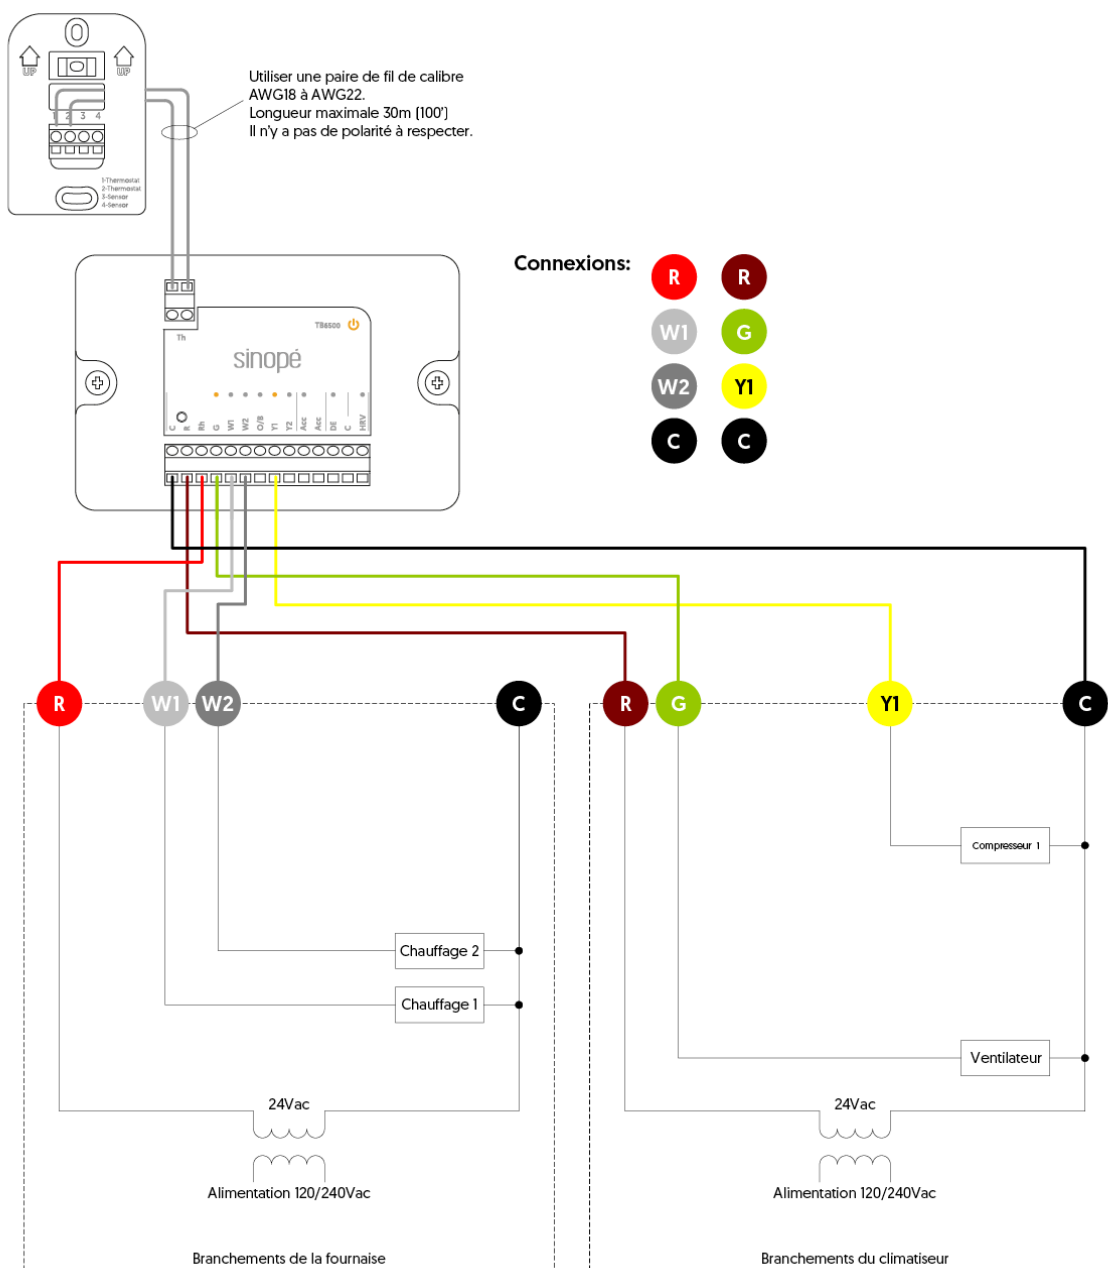 UP
UP
1 2 3 4
1-Thermostat
2-Thermostat
3-Sensor
4-Sensor
Utiliser une paire de fil de calibre
AWG18 à AWG22.
Longueur maximale 30m (100')
Il n'y a pas de polarité à respecter.
Connexions:
R R
W1 G
W2 Y1
C C
Th
TB6500
sinopé
C R Rh G W1 W2 O/B Y1 Y2 Acc Acc DE C HRV
R W1 W2 C R G Y1 C
Compresseur 1
Chauffage 2
Chauffage 1
Ventilateur
24Vac
24Vac
Alimentation 120/240Vac
Alimentation 120/240Vac
Branchements de la fournaise
Branchements du climatiseur